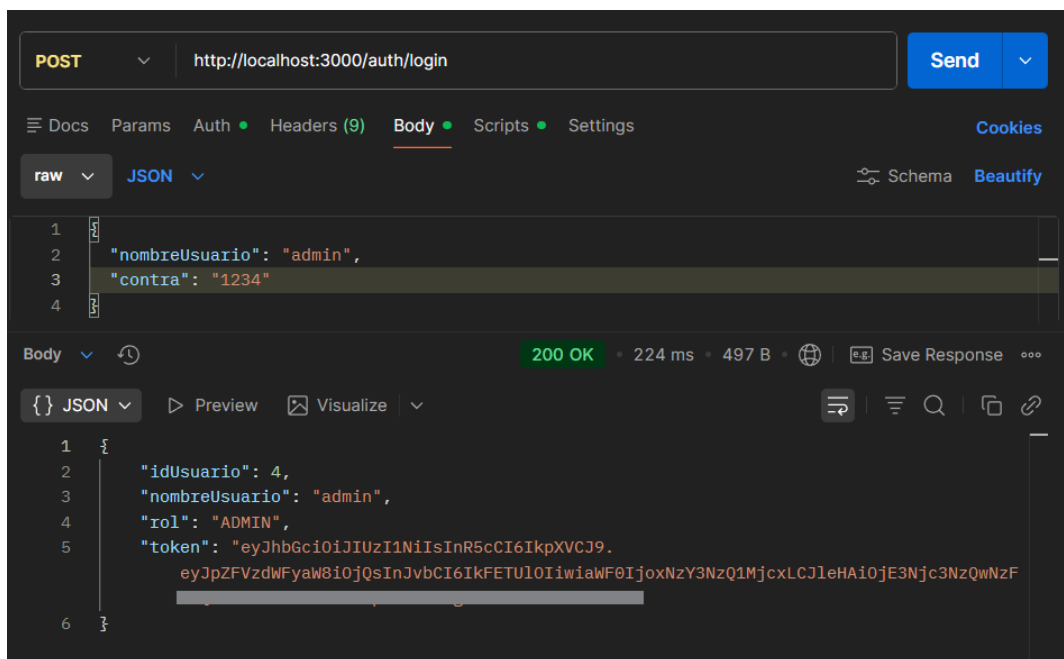 POST http://localhost:3000/auth/login Send
Docs Params Auth Headers (9) Body Scripts Settings Cookies
raw JSON Schema Beautify
1 {
2 "nombreUsuario": "admin",
3 "contra": "1234"
4 }
Body 200 OK 224 ms 497 B e.g. Save Response
{} JSON Preview Visualize
1 {
2 "idUsuario": 4,
3 "nombreUsuario": "admin",
4 "rol": "ADMIN",
5 "token": "eyJhbGciOiJIUzI1NiIsInR5cCI6IkpXVCJ9.
eyJpZFVzdWFyaW8iOjQsInJvbCI6IkFETUlOIiwiaWF0IjoxNzY3NzQ1MjcxLCJleHAiOjE3Njc3NzQwNzF
6 }